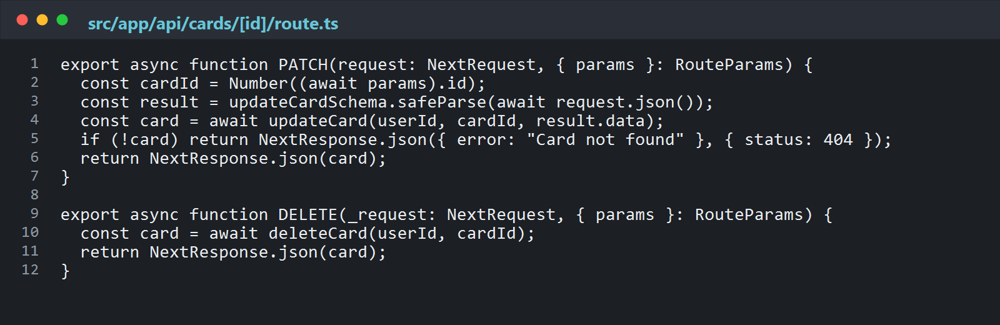 src/app/api/cards/[id]/route.ts
1 export async function PATCH(request: NextRequest, { params }: RouteParams) {
2   const cardId = Number((await params).id);
3   const result = updateCardSchema.safeParse(await request.json());
4   const card = await updateCard(userId, cardId, result.data);
5   if (!card) return NextResponse.json({ error: "Card not found" }, { status: 404 });
6   return NextResponse.json(card);
7 }
8
9 export async function DELETE(_request: NextRequest, { params }: RouteParams) {
10   const card = await deleteCard(userId, cardId);
11   return NextResponse.json(card);
12 }